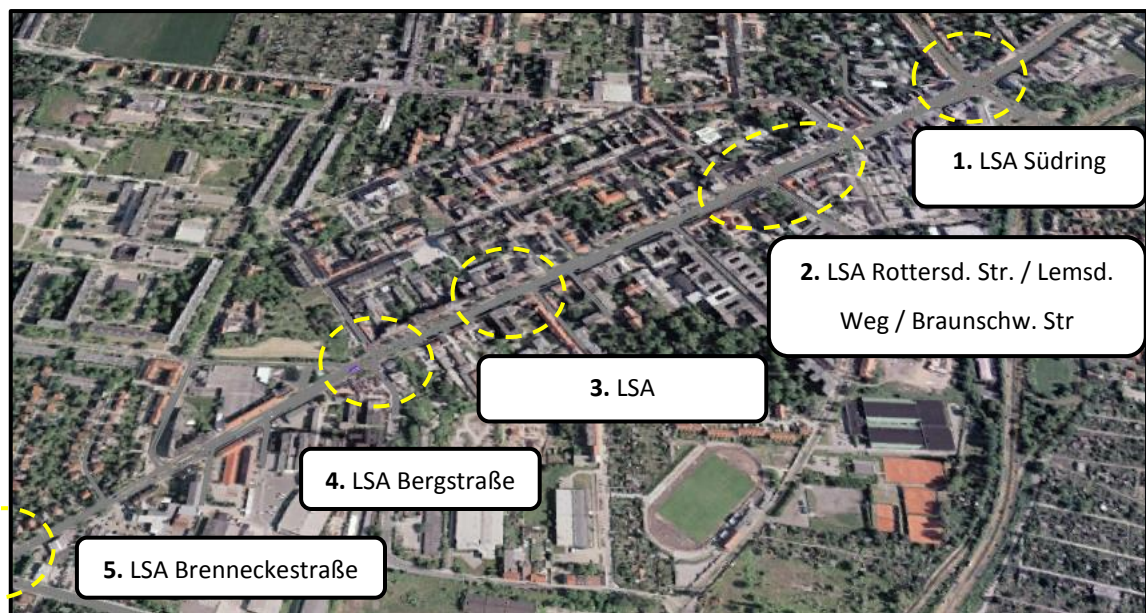 1. LSA Südring
2. LSA Rottersd. Str. / Lemsd.
Weg / Braunschw. Str
3. LSA
4. LSA Bergstraße
5. LSA Brenneckestraße